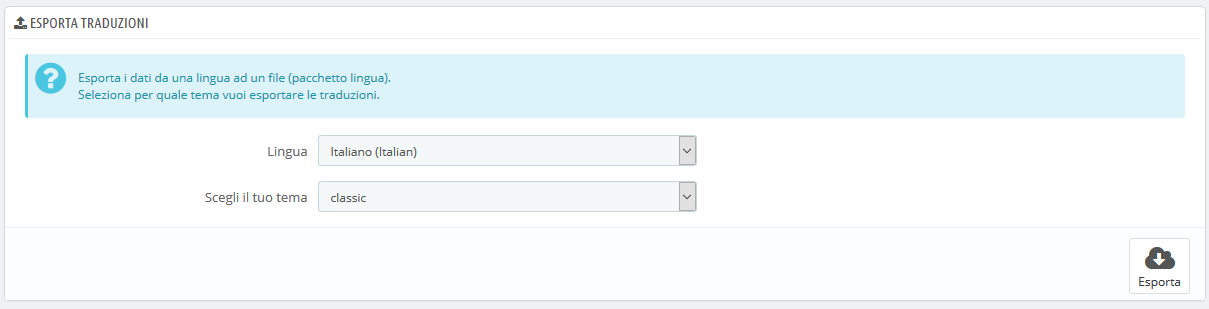 ESPORTA TRADUZIONI
Esporta i dati da una lingua ad un file (pacchetto lingua).
Seleziona per quale tema vuoi esportare le traduzioni.
Lingua Italiano (Italian)
Scegli il tuo tema classic
Esporta